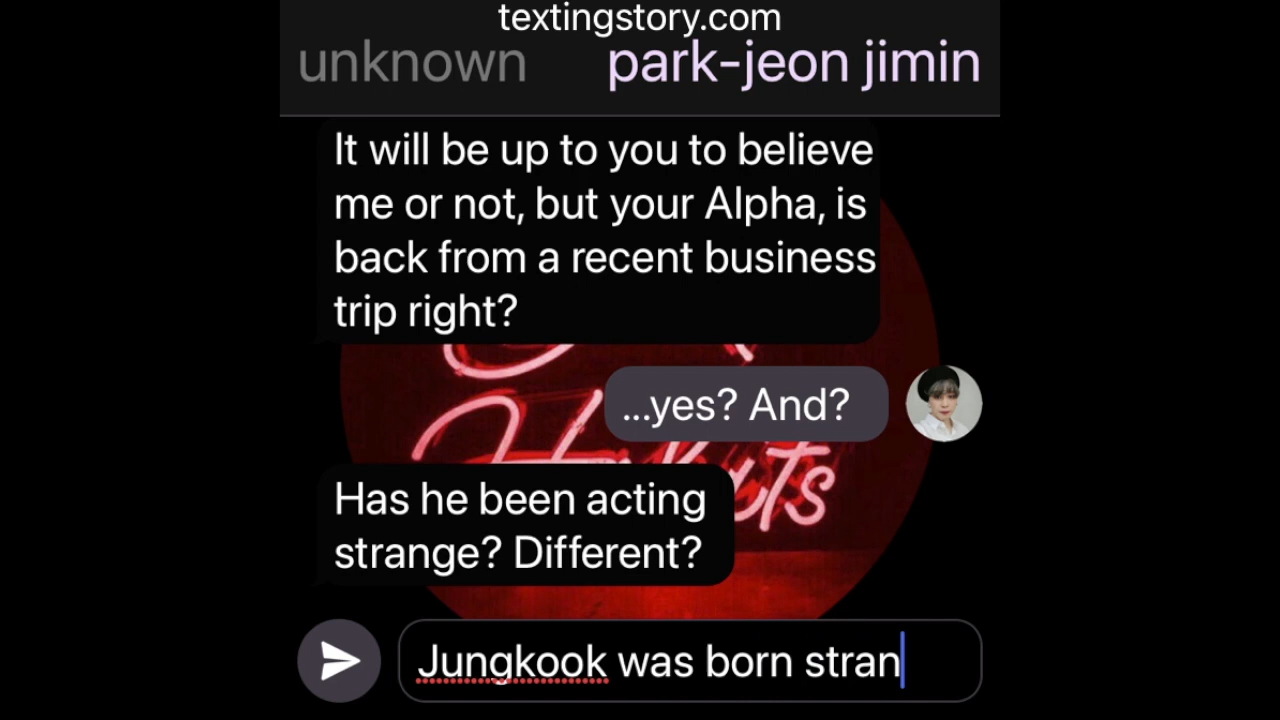 textingstory.com
unknown park-jeon jimin
It will be up to you to believe
me or not, but your Alpha, is
back from a recent business
trip right?
...yes? And?
Has he been acting
strange? Different?
Jungkook was born stran